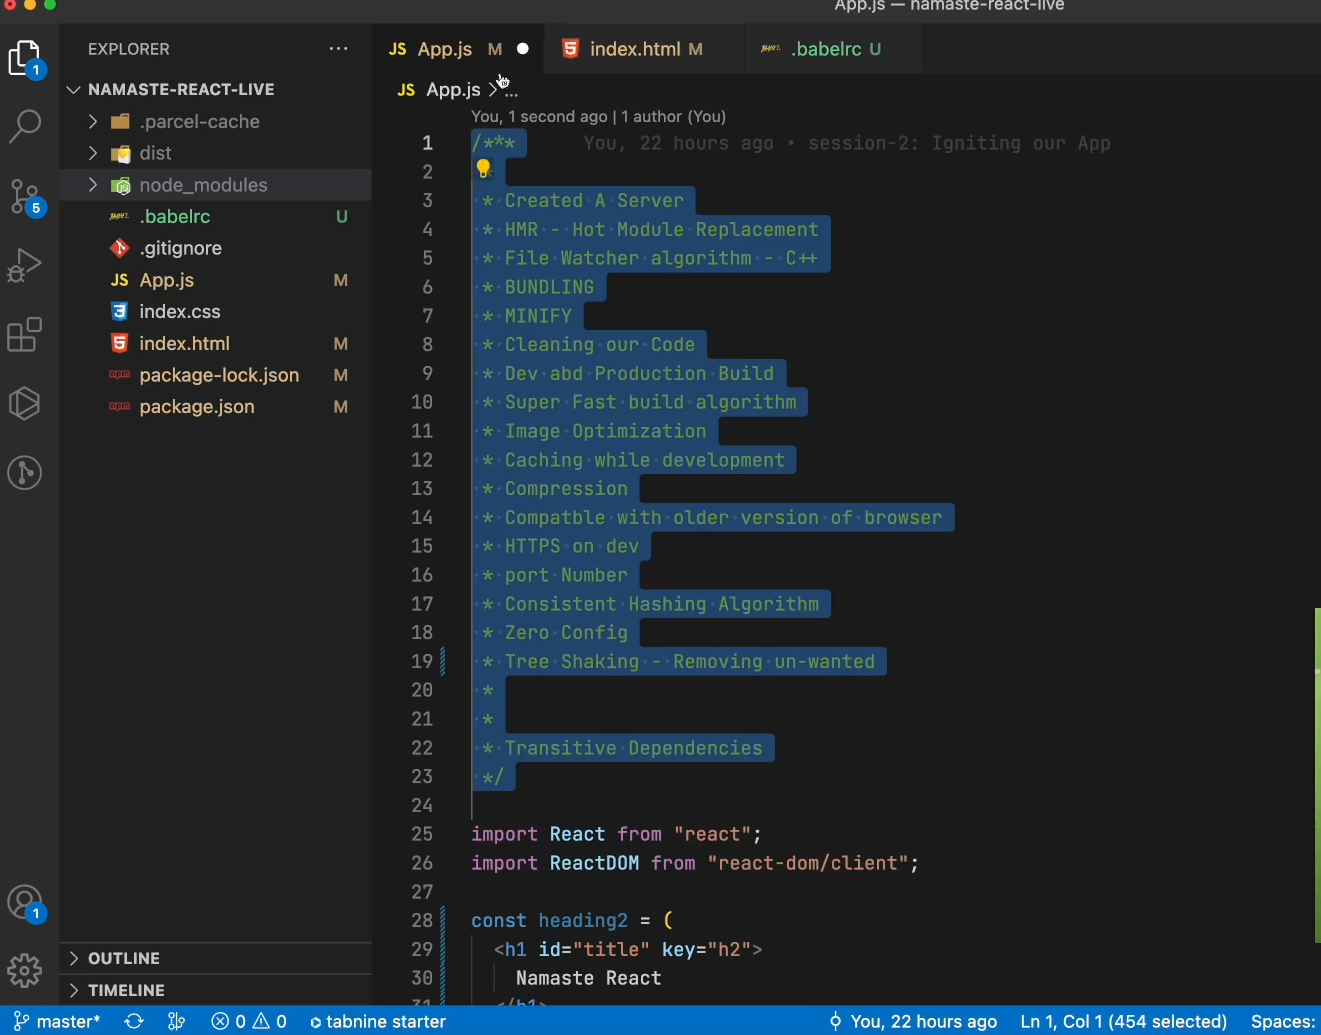 App.js — namaste-react-live
EXPLORER
NAMASTE-REACT-LIVE
.parcel-cache
dist
node_modules
.babelrc U
.gitignore
JS App.js M
index.css
index.html M
package-lock.json M
package.json M
OUTLINE
TIMELINE
1
5
1
JS App.js M
index.html M
.babelrc U
JS App.js > ...
You, 1 second ago | 1 author (You)
1 /*** You, 22 hours ago • session-2: Igniting our App
2
3 * Created A Server
4 * HMR - Hot Module Replacement
5 * File Watcher algorithm - C++
6 * BUNDLING
7 * MINIFY
8 * Cleaning our Code
9 * Dev abd Production Build
10 * Super Fast build algorithm
11 * Image Optimization
12 * Caching while development
13 * Compression
14 * Compatble with older version of browser
15 * HTTPS on dev
16 * port Number
17 * Consistent Hashing Algorithm
18 * Zero Config
19 * Tree Shaking - Removing un-wanted
20 *
21 *
22 * Transitive Dependencies
23 */
24
25 import React from "react";
26 import ReactDOM from "react-dom/client";
27
28 const heading2 = (
29 <h1 id="title" key="h2">
30 Namaste React
31 </h1>
master* 0 0 tabnine starter You, 22 hours ago Ln 1, Col 1 (454 selected) Spaces: